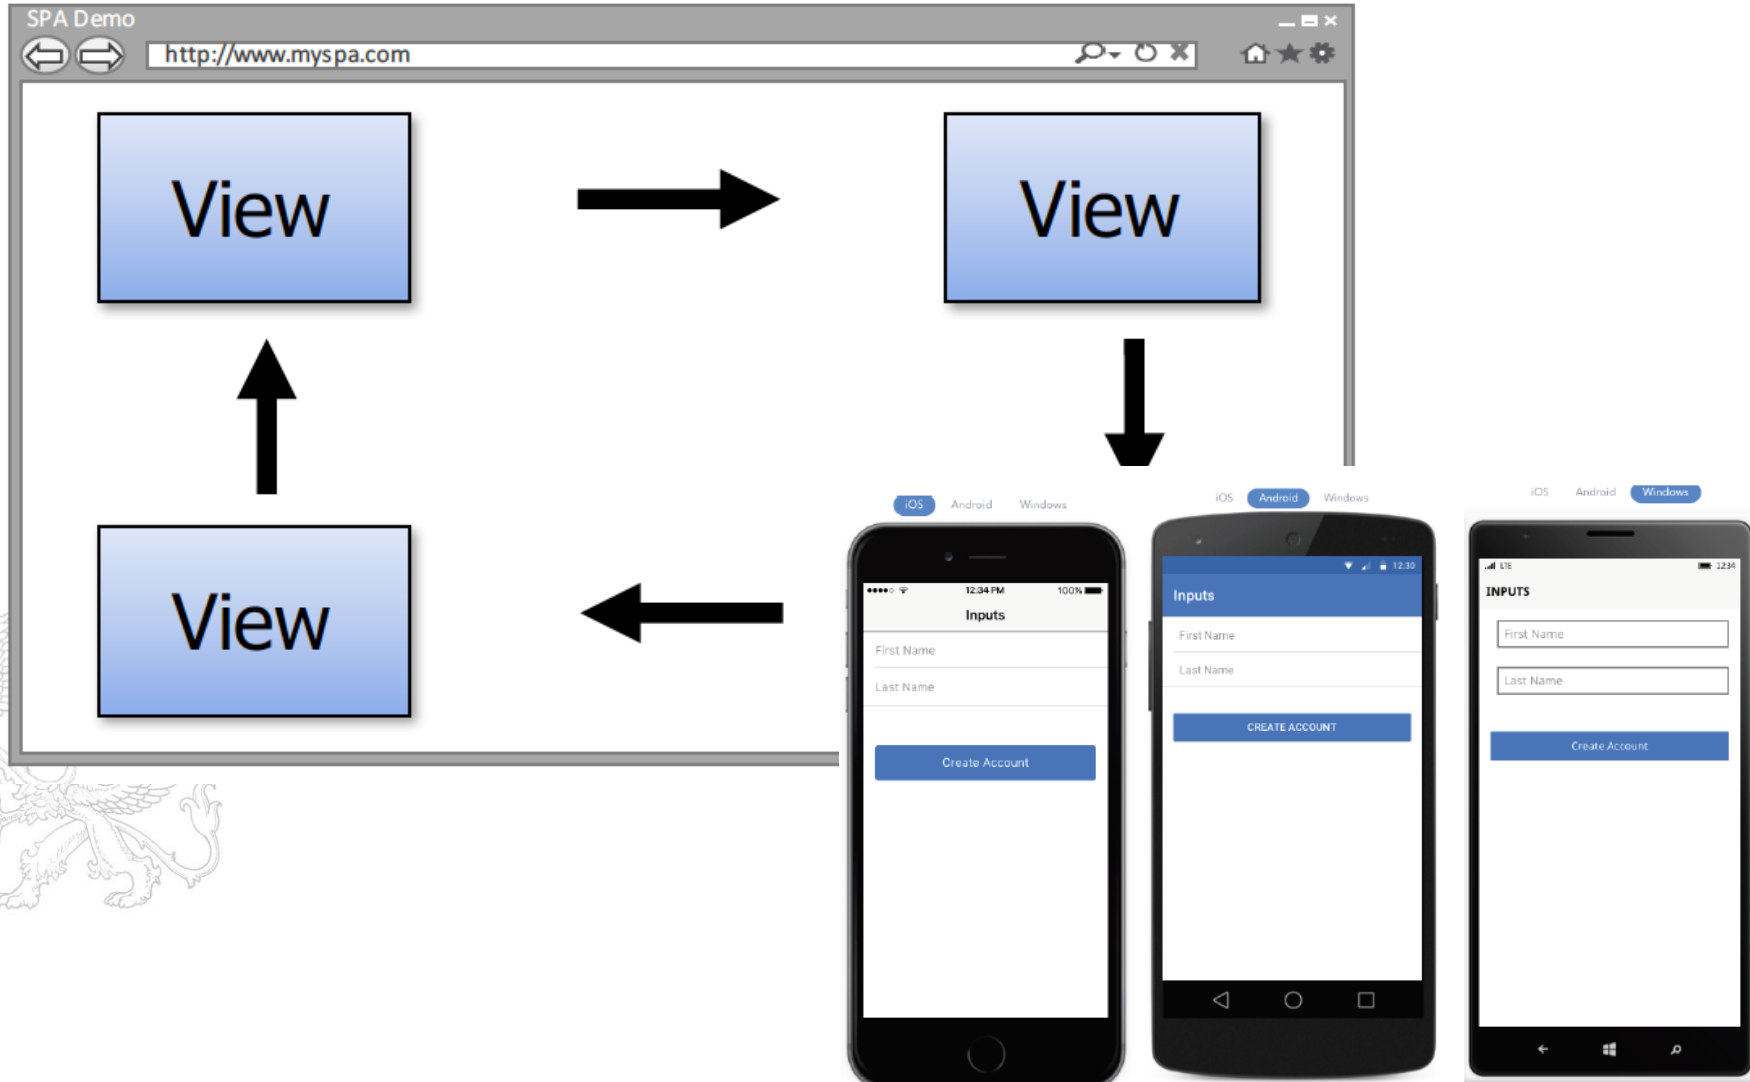 SPA Demo
http://www.myspa.com
View
View
View
iOS Android Windows
12:34 PM 100%
Inputs
First Name
Last Name
Create Account
iOS Android Windows
12:30
Inputs
First Name
Last Name
CREATE ACCOUNT
iOS Android Windows
LTE 12:34
INPUTS
First Name
Last Name
Create Account